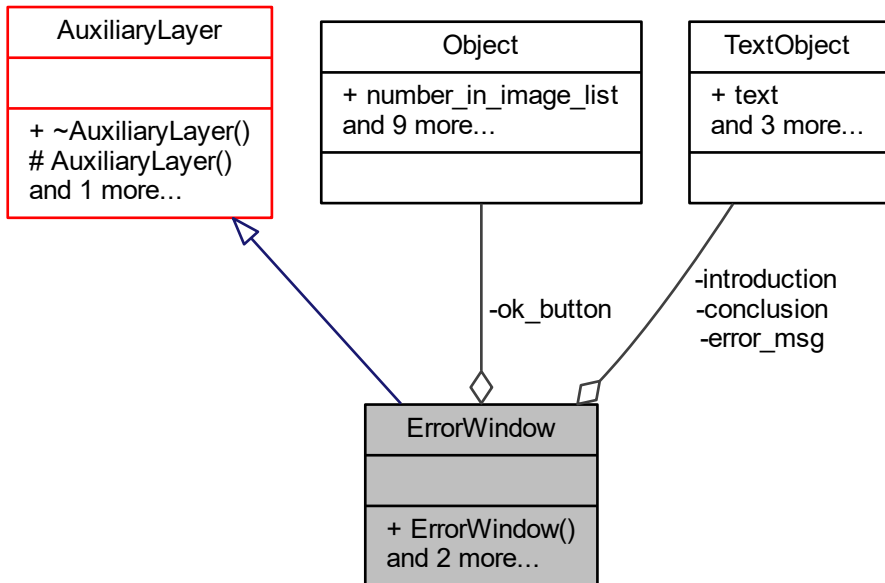 AuxiliaryLayer
+ ~AuxiliaryLayer()
# AuxiliaryLayer()
and 1 more...
Object
+ number_in_image_list
and 9 more...
TextObject
+ text
and 3 more...
-ok_button
-introduction
-conclusion
-error_msg
ErrorWindow
+ ErrorWindow()
and 2 more...